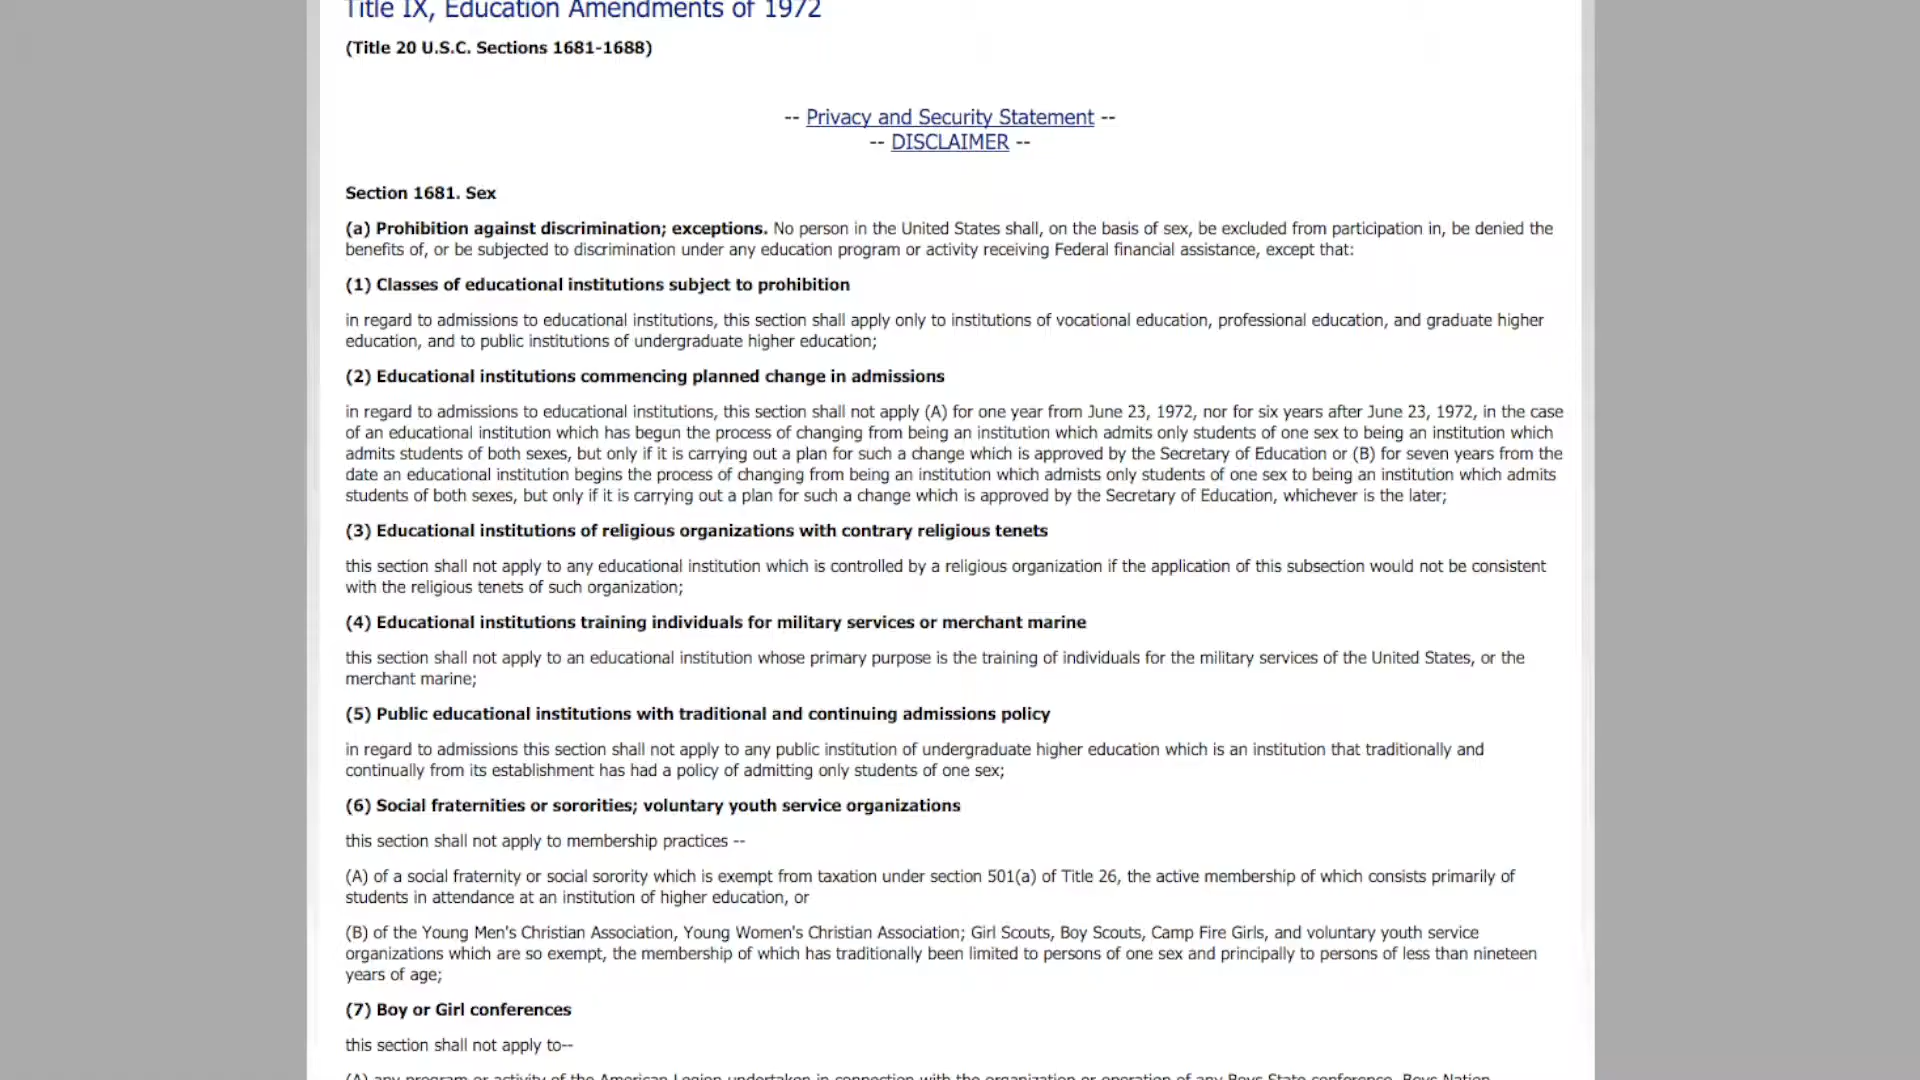 Title IX, Education Amendments of 1972
(Title 20 U.S.C. Sections 1681-1688)
-- Privacy and Security Statement --
-- DISCLAIMER --
Section 1681. Sex
(a) Prohibition against discrimination; exceptions. No person in the United States shall, on the basis of sex, be excluded from participation in, be denied the
benefits of, or be subjected to discrimination under any education program or activity receiving Federal financial assistance, except that:
(1) Classes of educational institutions subject to prohibition
in regard to admissions to educational institutions, this section shall apply only to institutions of vocational education, professional education, and graduate higher
education, and to public institutions of undergraduate higher education;
(2) Educational institutions commencing planned change in admissions
in regard to admissions to educational institutions, this section shall not apply (A) for one year from June 23, 1972, nor for six years after June 23, 1972, in the case
of an educational institution which has begun the process of changing from being an institution which admits only students of one sex to being an institution which
admits students of both sexes, but only if it is carrying out a plan for such a change which is approved by the Secretary of Education or (B) for seven years from the
date an educational institution begins the process of changing from being an institution which admists only students of one sex to being an institution which admits
students of both sexes, but only if it is carrying out a plan for such a change which is approved by the Secretary of Education, whichever is the later;
(3) Educational institutions of religious organizations with contrary religious tenets
this section shall not apply to any educational institution which is controlled by a religious organization if the application of this subsection would not be consistent
with the religious tenets of such organization;
(4) Educational institutions training individuals for military services or merchant marine
this section shall not apply to an educational institution whose primary purpose is the training of individuals for the military services of the United States, or the
merchant marine;
(5) Public educational institutions with traditional and continuing admissions policy
in regard to admissions this section shall not apply to any public institution of undergraduate higher education which is an institution that traditionally and
continually from its establishment has had a policy of admitting only students of one sex;
(6) Social fraternities or sororities; voluntary youth service organizations
this section shall not apply to membership practices --
(A) of a social fraternity or social sorority which is exempt from taxation under section 501(a) of Title 26, the active membership of which consists primarily of
students in attendance at an institution of higher education, or
(B) of the Young Men's Christian Association, Young Women's Christian Association; Girl Scouts, Boy Scouts, Camp Fire Girls, and voluntary youth service
organizations which are so exempt, the membership of which has traditionally been limited to persons of one sex and principally to persons of less than nineteen
years of age;
(7) Boy or Girl conferences
this section shall not apply to--
(A) any program or activity of the American Legion undertaken in connection with the organization or operation of any Boys State conference, Boys Nation